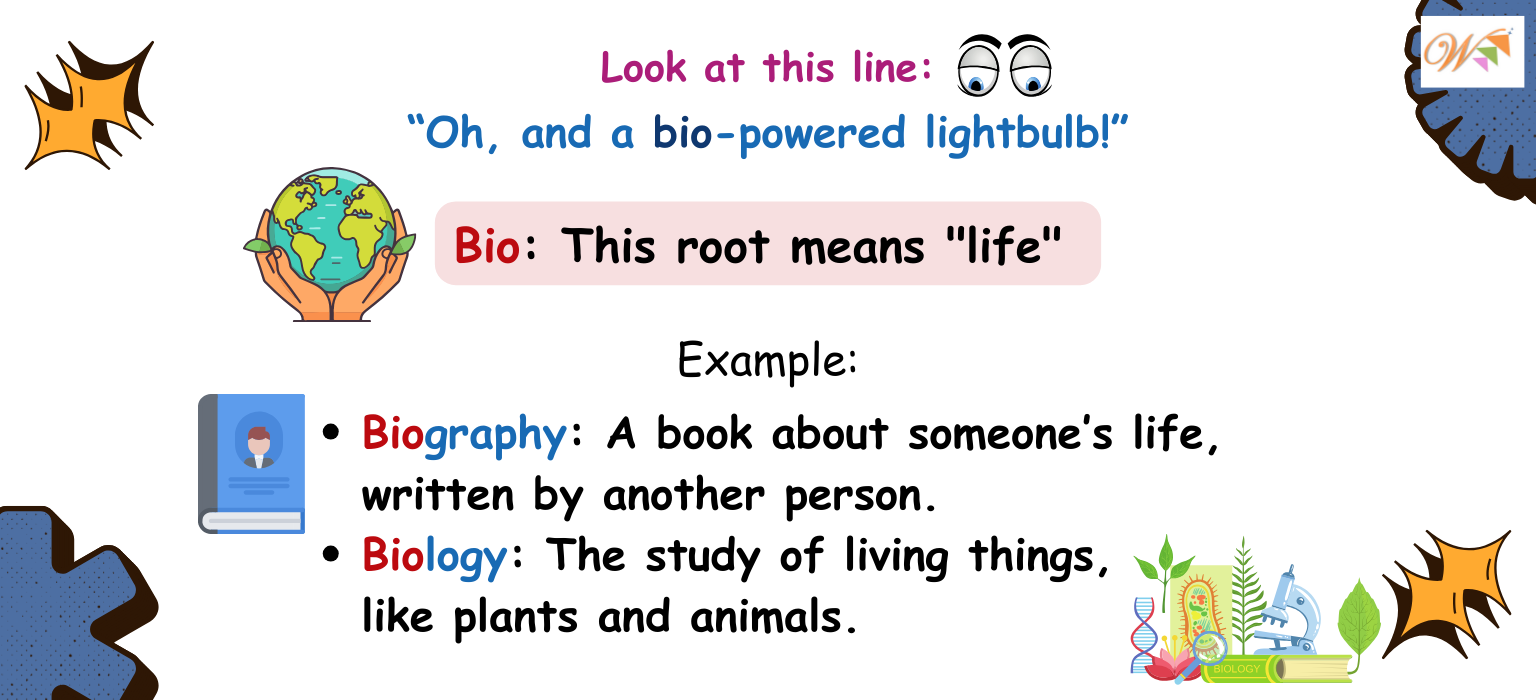 Look at this line:
“Oh, and a bio-powered lightbulb!”
Bio: This root means "life"
Example:
• Biography: A book about someone’s life,
written by another person.
• Biology: The study of living things,
like plants and animals.
BIOLOGY
W